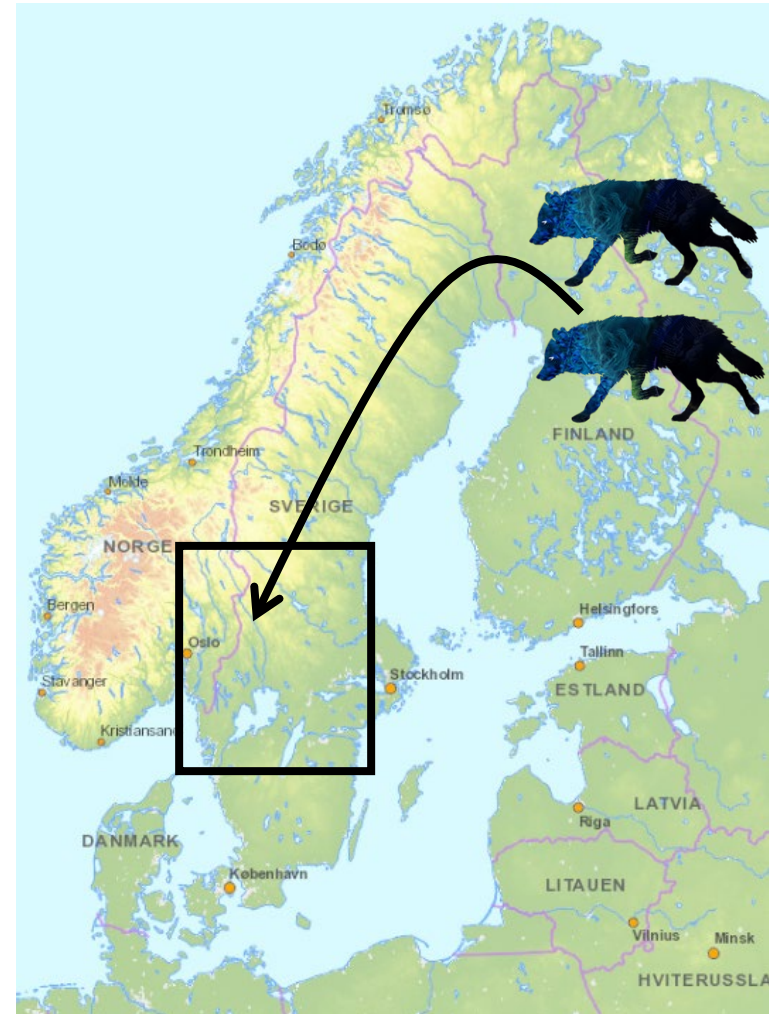 Tromsø
Bodø
FINLAND
Trondheim
Molde
SVERIGE
NORGE
Bergen
Helsingfors
Oslo
Tallinn
Stockholm
Stavanger
ESTLAND
Kristiansand
LATVIA
Riga
DANMARK
København
LITAUEN
Vilnius
Minsk
HVITERUSSLA